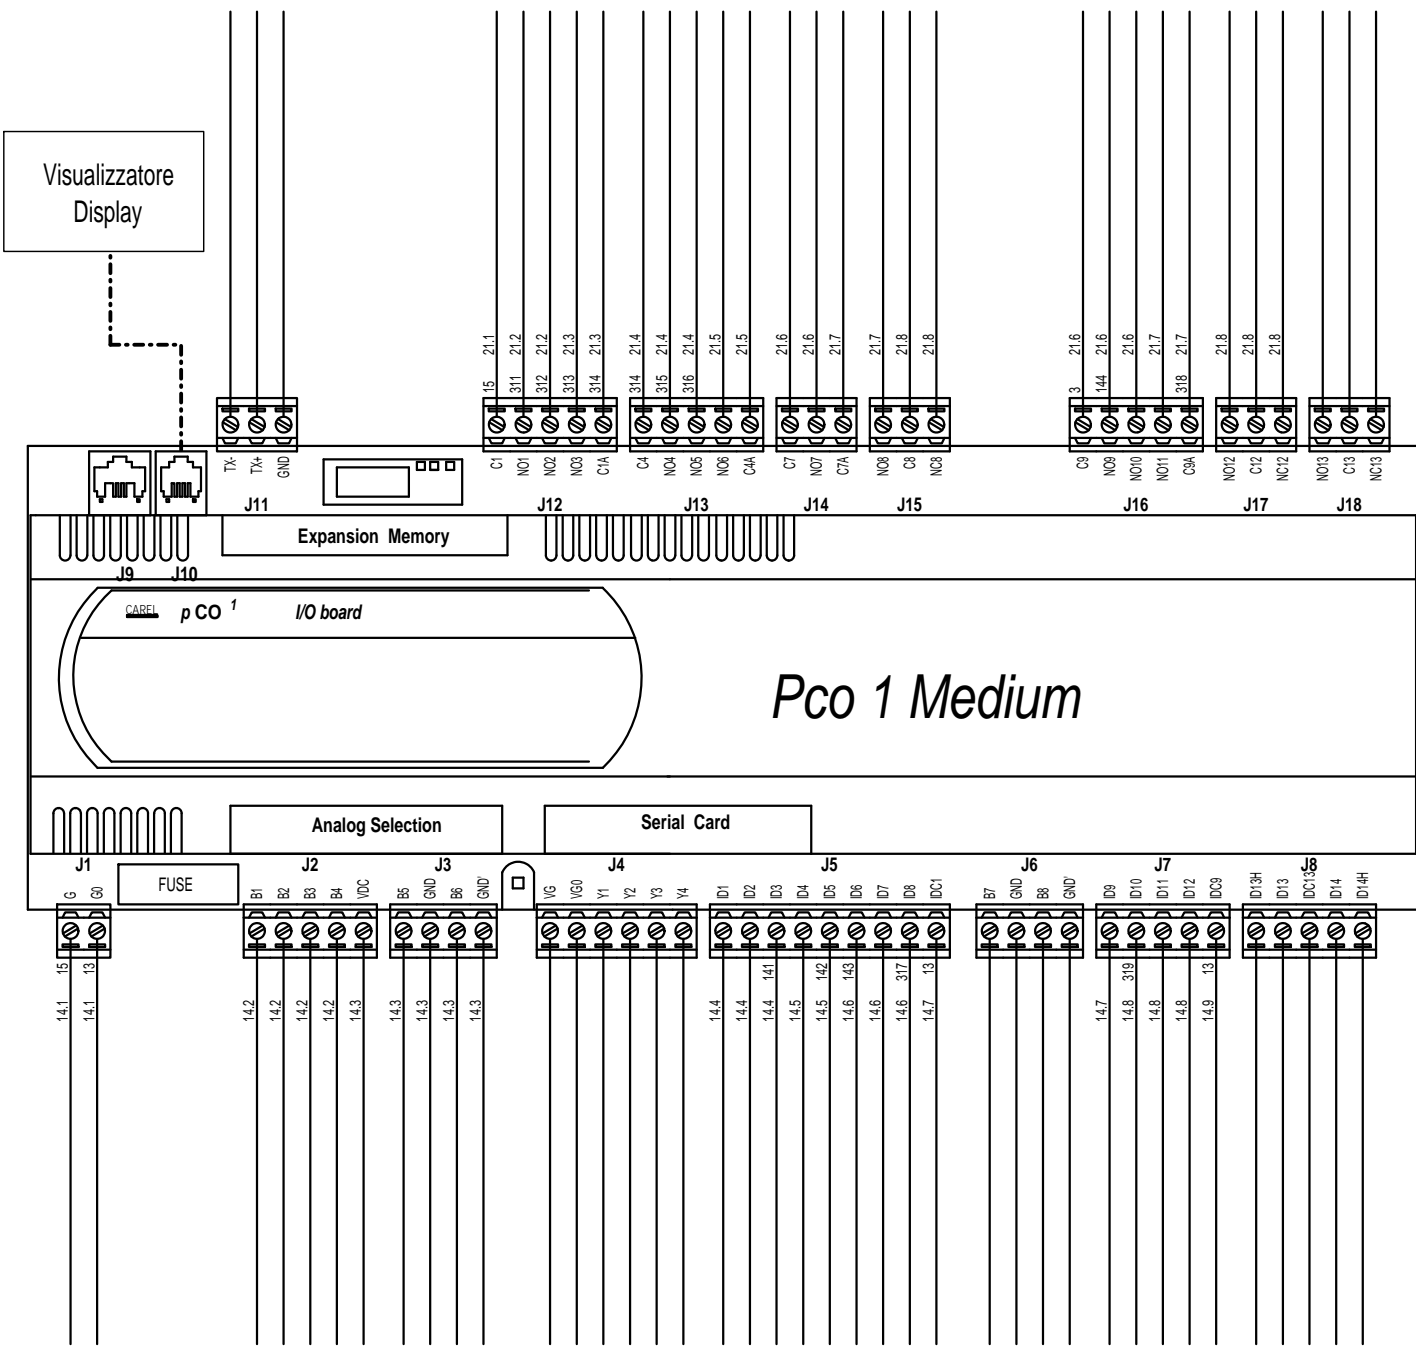 Visualizzatore
Display
21.1 21.2 21.2 21.3 21.3 21.4 21.4 21.4 21.5 21.5 21.6 21.6 21.7 21.7 21.8 21.8 21.6 21.6 21.6 21.7 21.7 21.8 21.8 21.8
15 311 312 313 314 314 315 316 3 144 318
TX- TX+ GND C1 NO1 NO2 NO3 C1A C4 NO4 NO5 NO6 C4A C7 NO7 C7A NO8 C8 NC8 C9 NO9 NO10 NO11 C9A NO12 C12 NC12 NO13 C13 NC13
J11 J12 J13 J14 J15 J16 J17 J18
Expansion Memory
J9 J10
CAREL pCO 1 I/O board
Pco 1 Medium
Analog Selection Serial Card
J1 J2 J3 J4 J5 J6 J7 J8
FUSE
G G0 B1 B2 B3 B4 VDC B5 GND B6 GND' VG VG0 Y1 Y2 Y3 Y4 ID1 ID2 ID3 ID4 ID5 ID6 ID7 ID8 IDC1 B7 GND B8 GND' ID9 ID10 ID11 ID12 IDC9 ID13H ID13 IDC13 ID14 ID14H
15 13 141 142 143 317 13 319 13
14.1 14.1 14.2 14.2 14.2 14.2 14.3 14.3 14.3 14.3 14.3 14.4 14.4 14.4 14.5 14.5 14.6 14.6 14.6 14.7 14.7 14.8 14.8 14.8 14.9